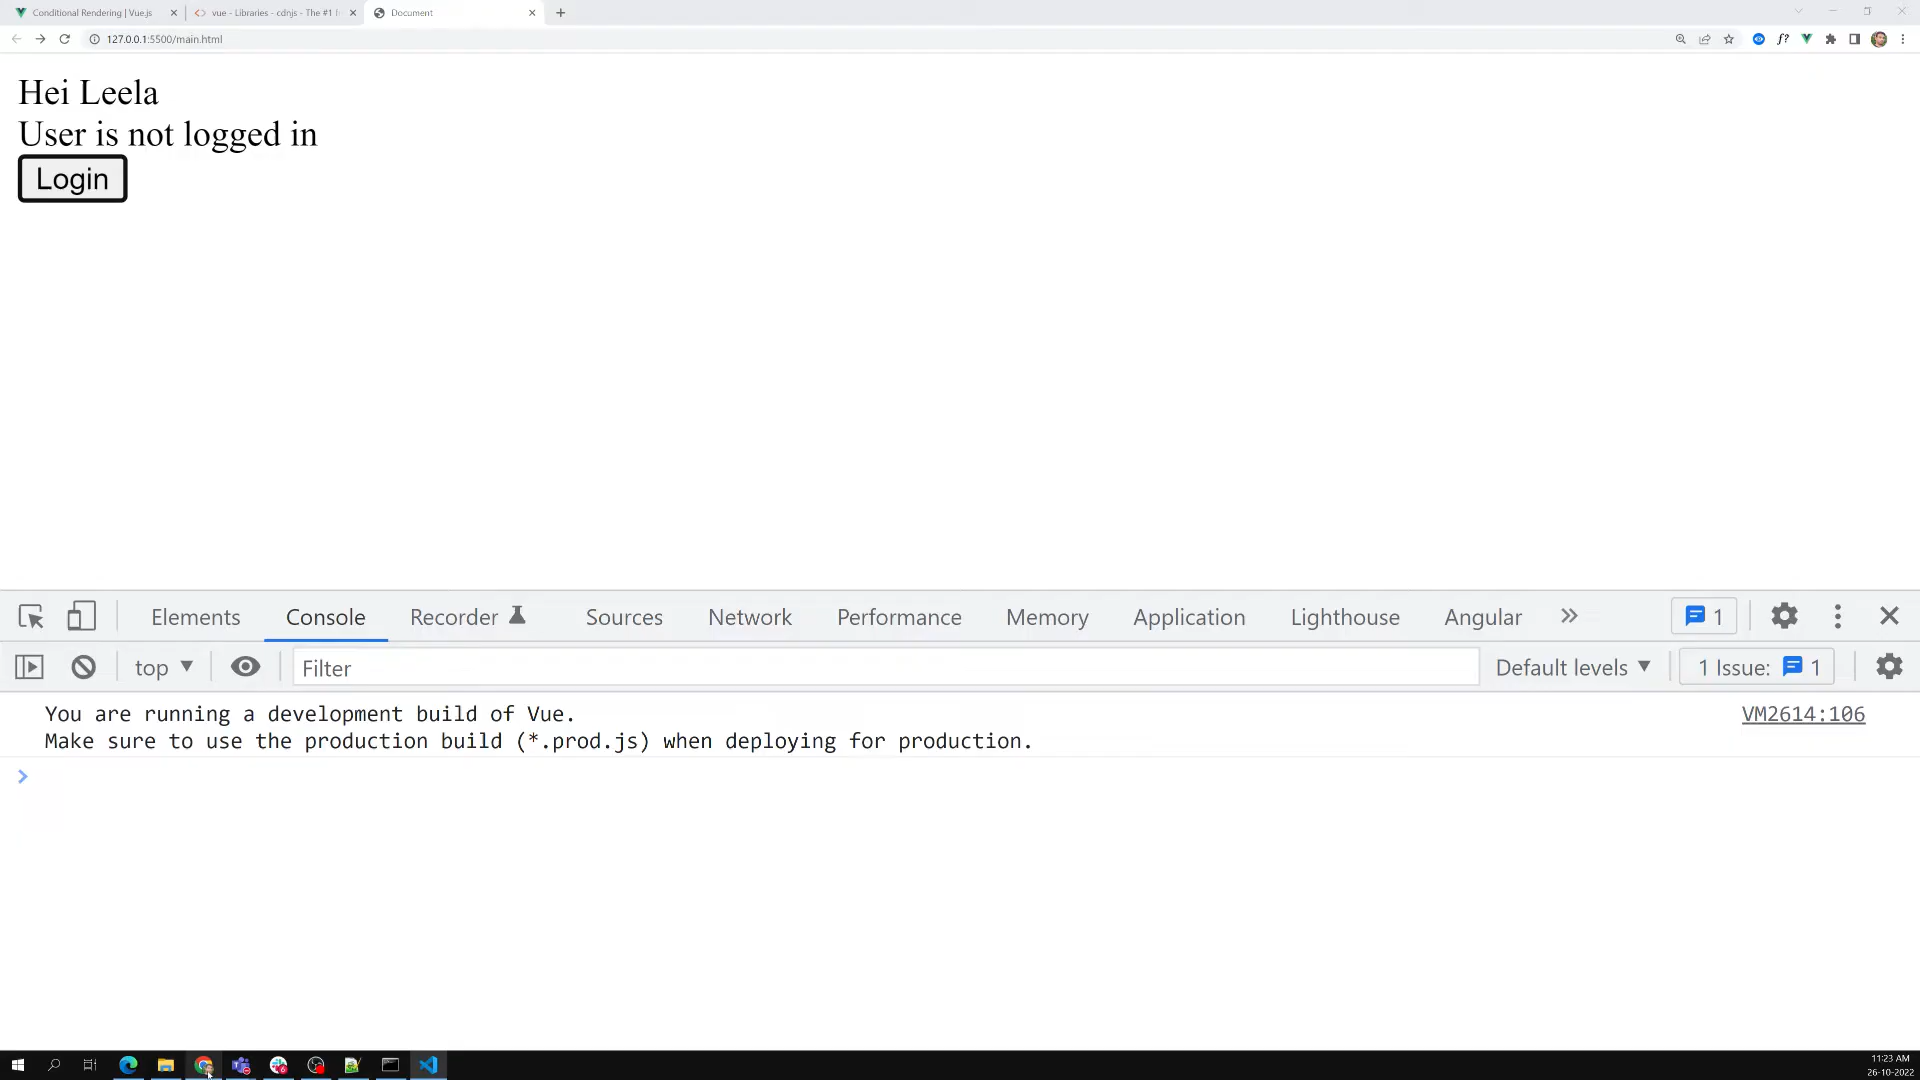 Conditional Rendering | Vue.js
vue - Libraries - cdnjs - The #1 f
Document
127.0.0.1:5500/main.html
f?
Hei Leela
User is not logged in
Login
Elements
Console
Recorder
Sources
Network
Performance
Memory
Application
Lighthouse
Angular
1
top
Filter
Default levels
1 Issue:
1
You are running a development build of Vue.
VM2614:106
Make sure to use the production build (*.prod.js) when deploying for production.
11:23 AM
26-10-2022